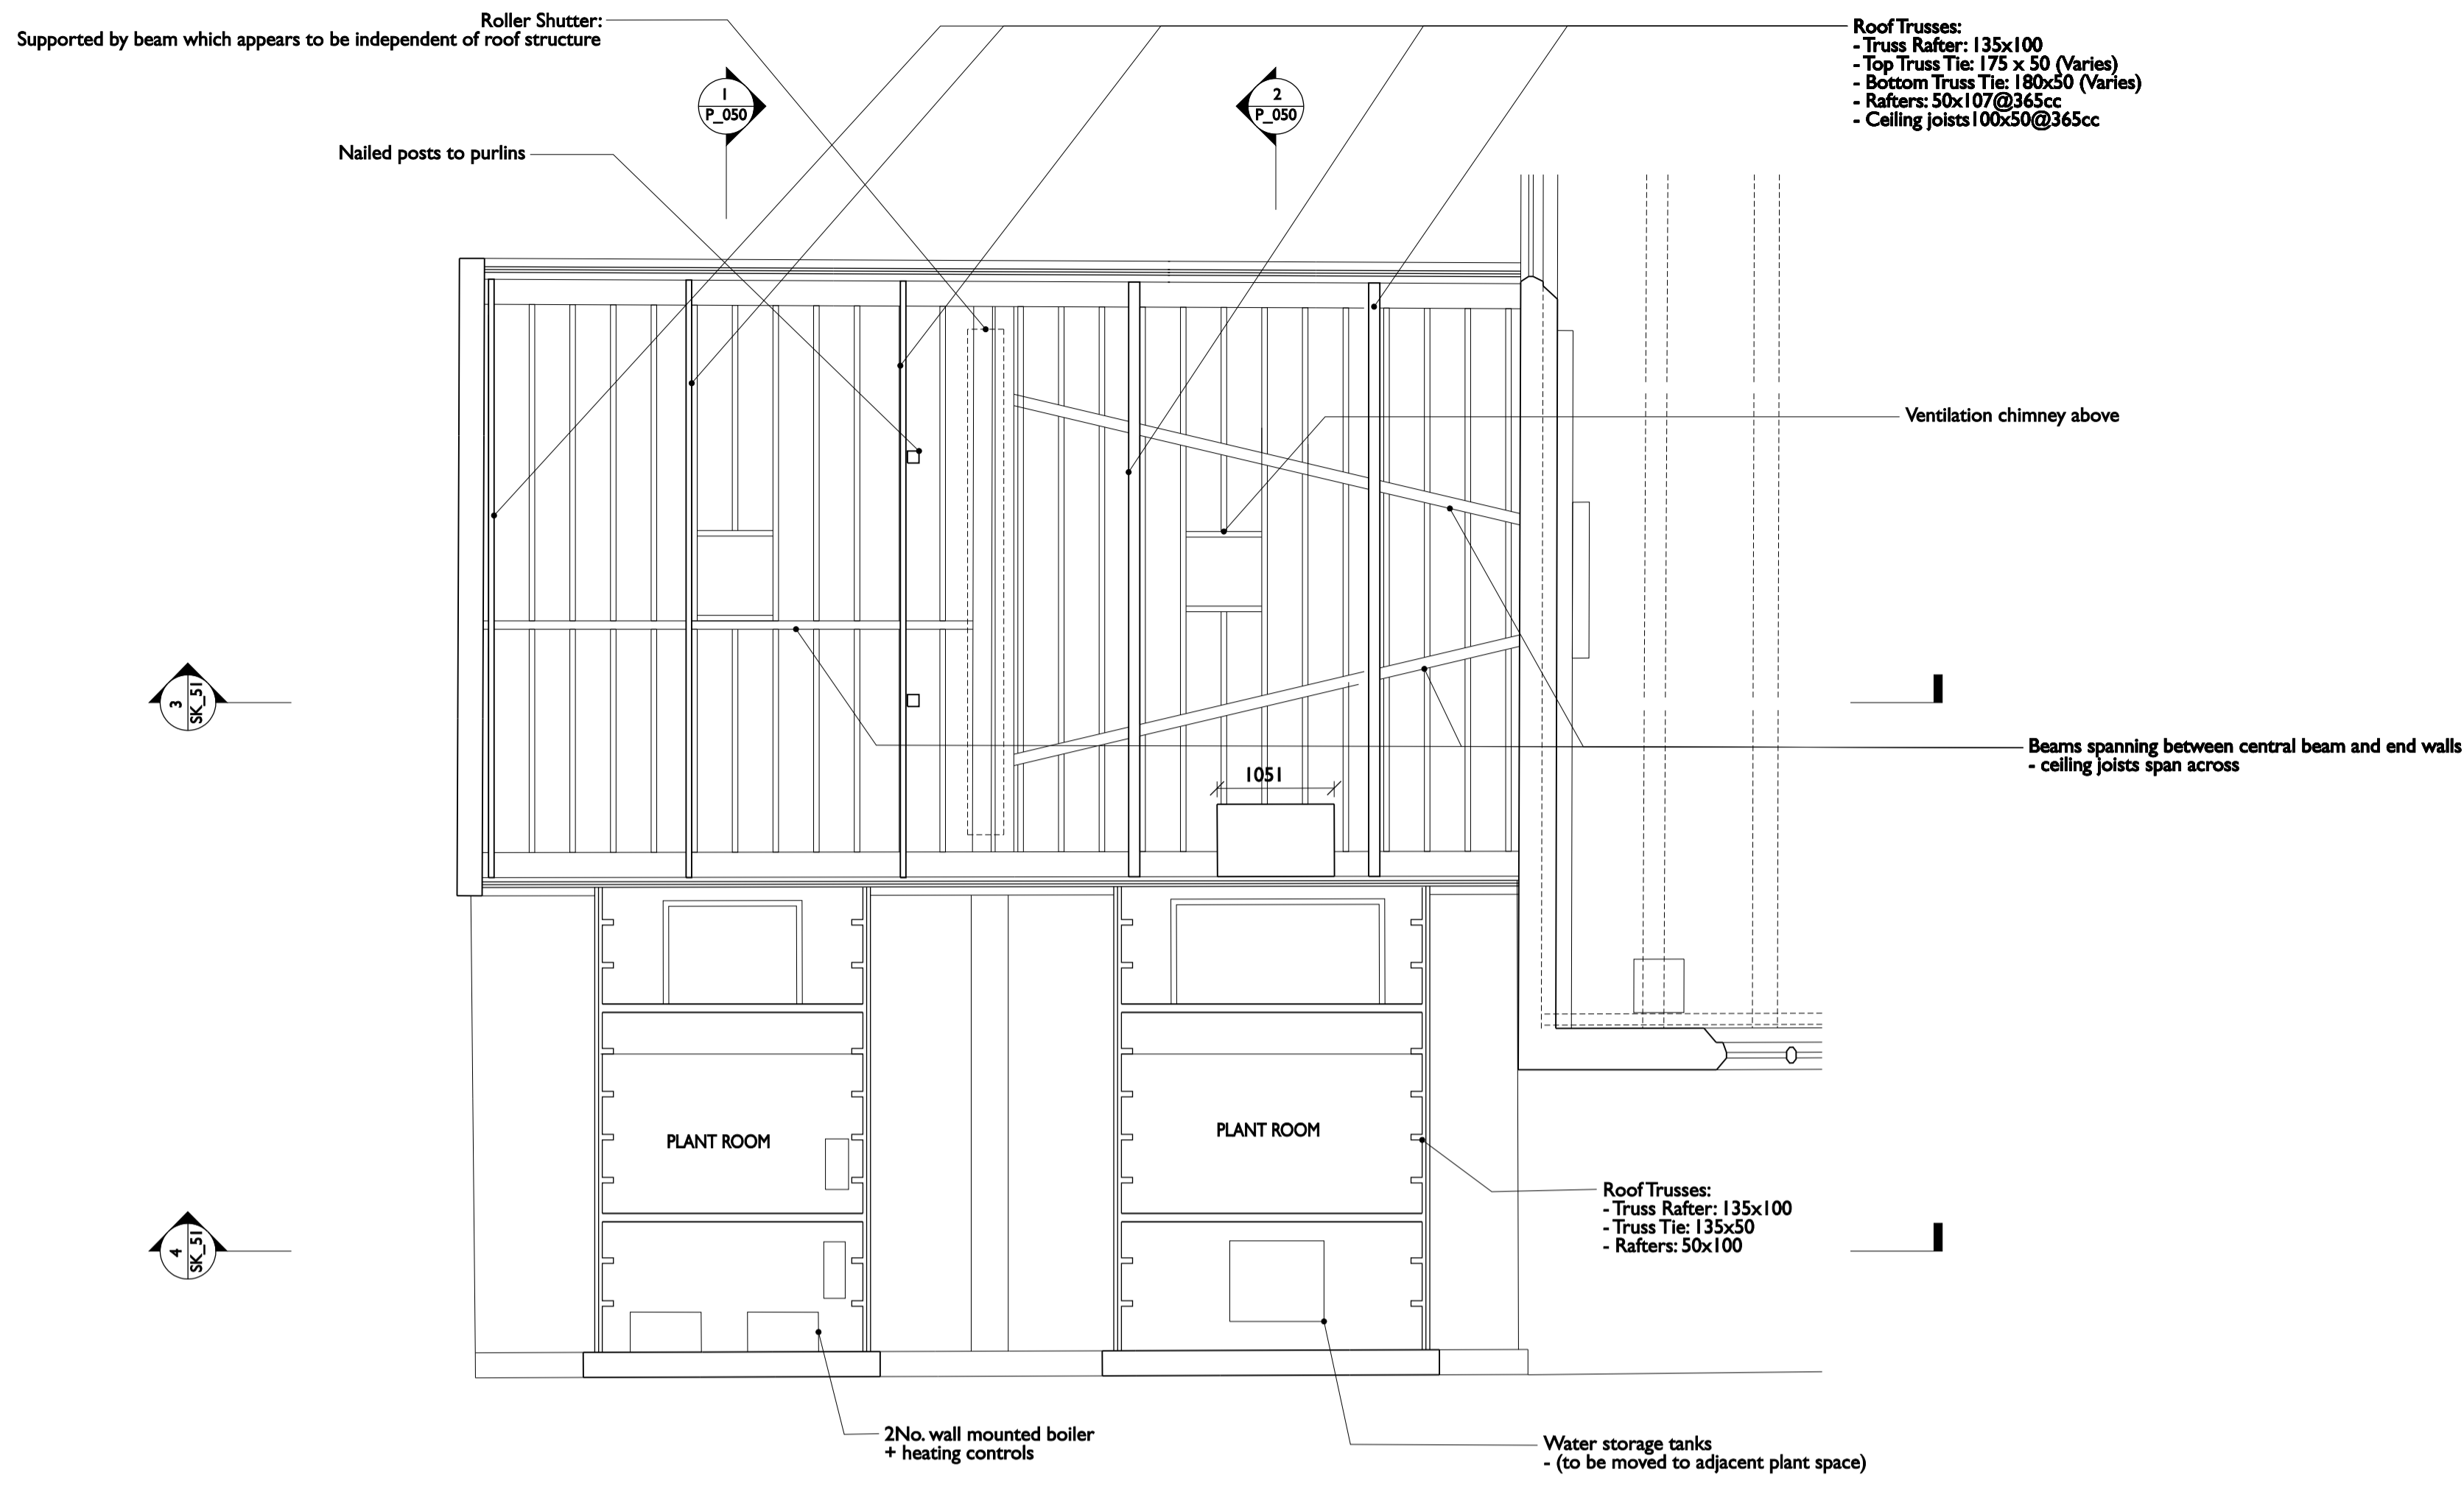 Roller Shutter:
Supported by beam which appears to be independent of roof structure
Roof Trusses:
- Truss Rafter: 135x100
- Top Truss Tie: 175 x 50 (Varies)
- Bottom Truss Tie: 180x50 (Varies)
- Rafters: 50x107@365cc
- Ceiling joists100x50@365cc
1
P_050
2
P_050
Nailed posts to purlins
Ventilation chimney above
3
SK_51
Beams spanning between central beam and end walls
- ceiling joists span across
1051
PLANT ROOM
PLANT ROOM
Roof Trusses:
- Truss Rafter: 135x100
- Truss Tie: 135x50
- Rafters: 50x100
4
SK_51
2No. wall mounted boiler
+ heating controls
Water storage tanks
- (to be moved to adjacent plant space)